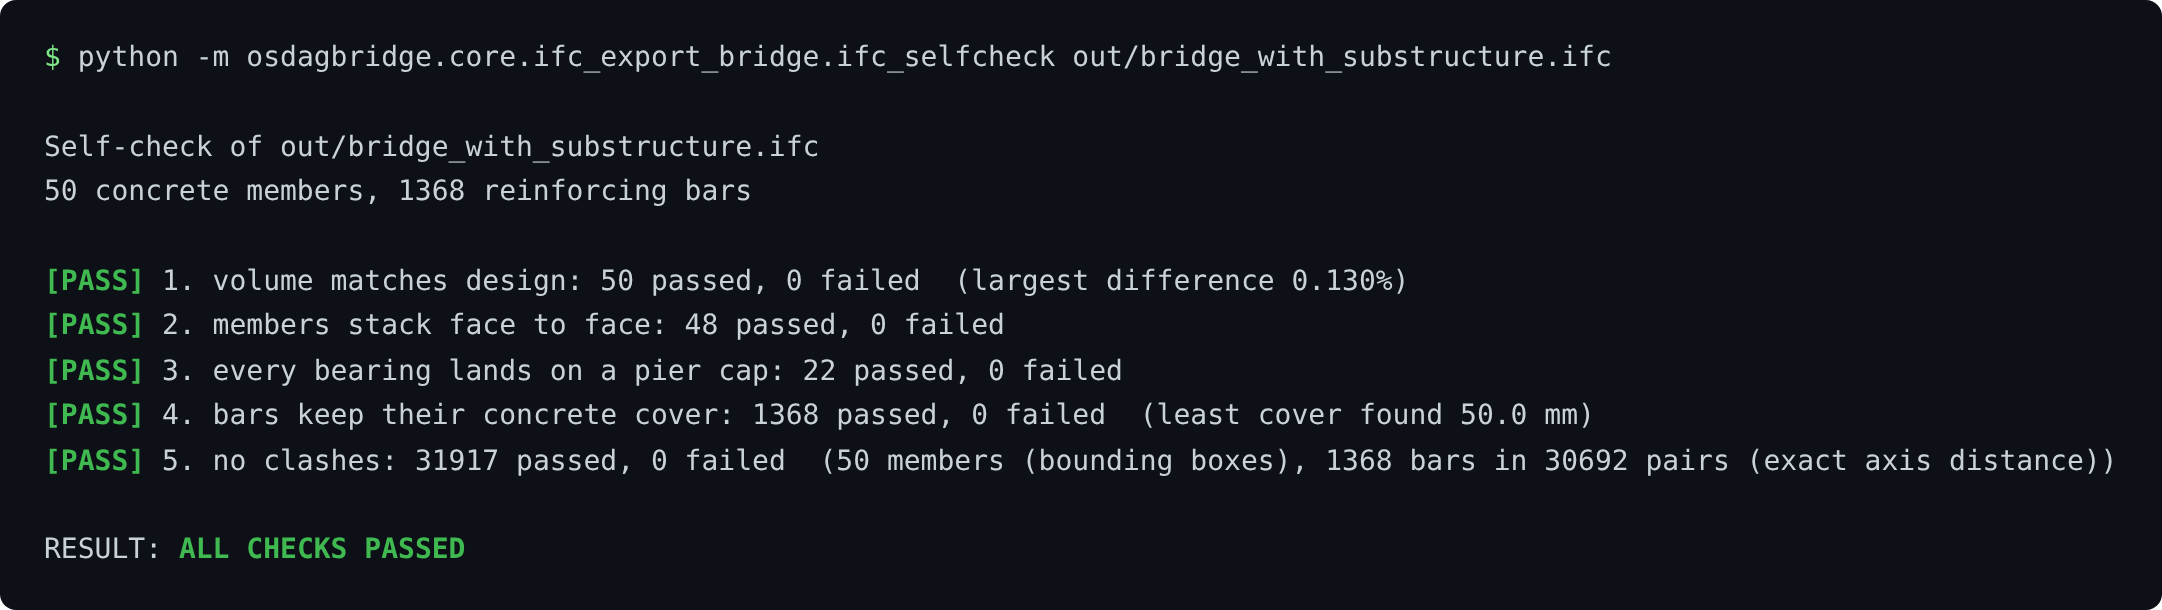 $ python -m osdagbridge.core.ifc_export_bridge.ifc_selfcheck out/bridge_with_substructure.ifc
Self-check of out/bridge_with_substructure.ifc
50 concrete members, 1368 reinforcing bars
[PASS] 1. volume matches design: 50 passed, 0 failed  (largest difference 0.130%)
[PASS] 2. members stack face to face: 48 passed, 0 failed
[PASS] 3. every bearing lands on a pier cap: 22 passed, 0 failed
[PASS] 4. bars keep their concrete cover: 1368 passed, 0 failed  (least cover found 50.0 mm)
[PASS] 5. no clashes: 31917 passed, 0 failed  (50 members (bounding boxes), 1368 bars in 30692 pairs (exact axis distance))
RESULT: ALL CHECKS PASSED